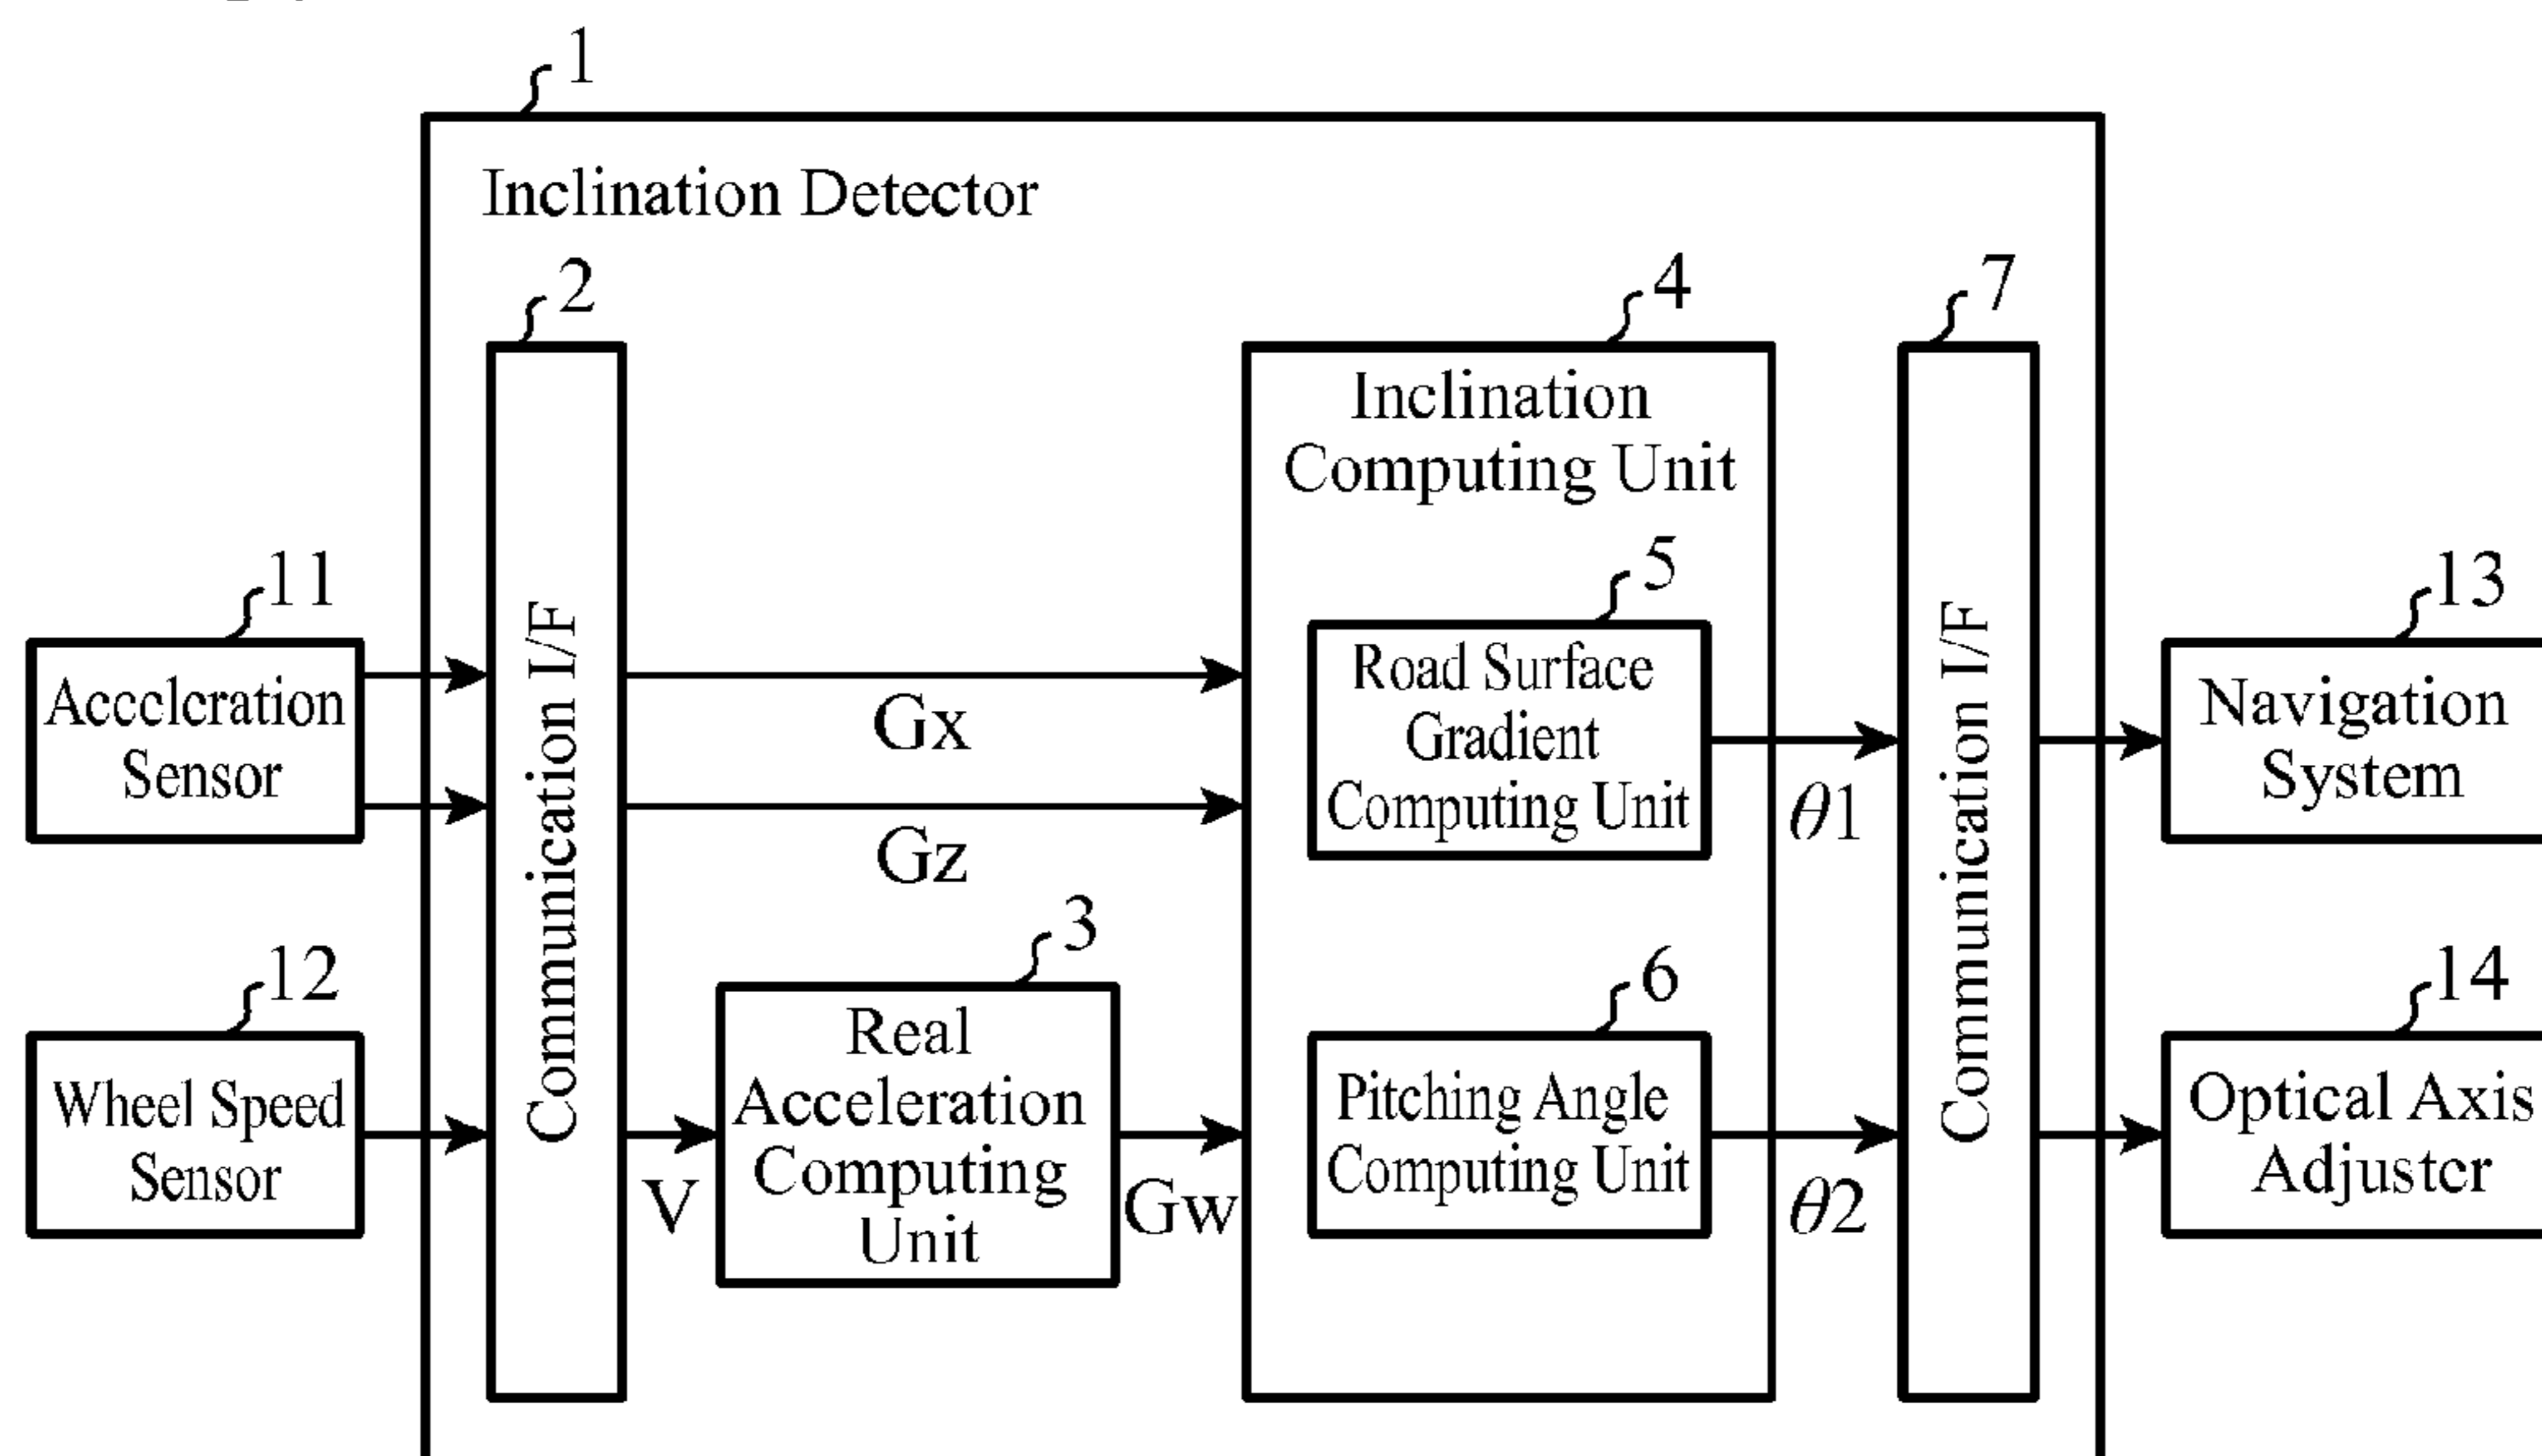 1
Inclination Detector
2
4
7
Inclination
Computing Unit
11
5
13
Acceleration
Sensor
Communication I/F
Gx
Gz
Road Surface
Gradient
Computing Unit
θ1
Communication I/F
Navigation
System
12
3
6
14
Wheel Speed
Sensor
V
Real
Acceleration
Computing
Unit
Gw
Pitching Angle
Computing Unit
θ2
Optical Axis
Adjuster